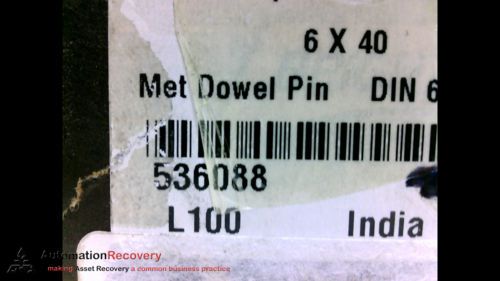 6 X 40
Met Dowel Pin DIN 6
536088
L100 India
AutomationRecovery
making Asset Recovery a common business practice